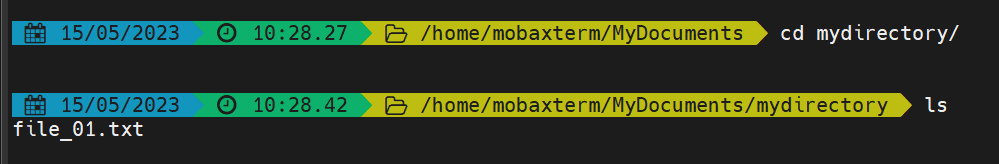 15/05/2023 10:28.27 /home/mobaxterm/MyDocuments cd mydirectory/
15/05/2023 10:28.42 /home/mobaxterm/MyDocuments/mydirectory ls
file_01.txt